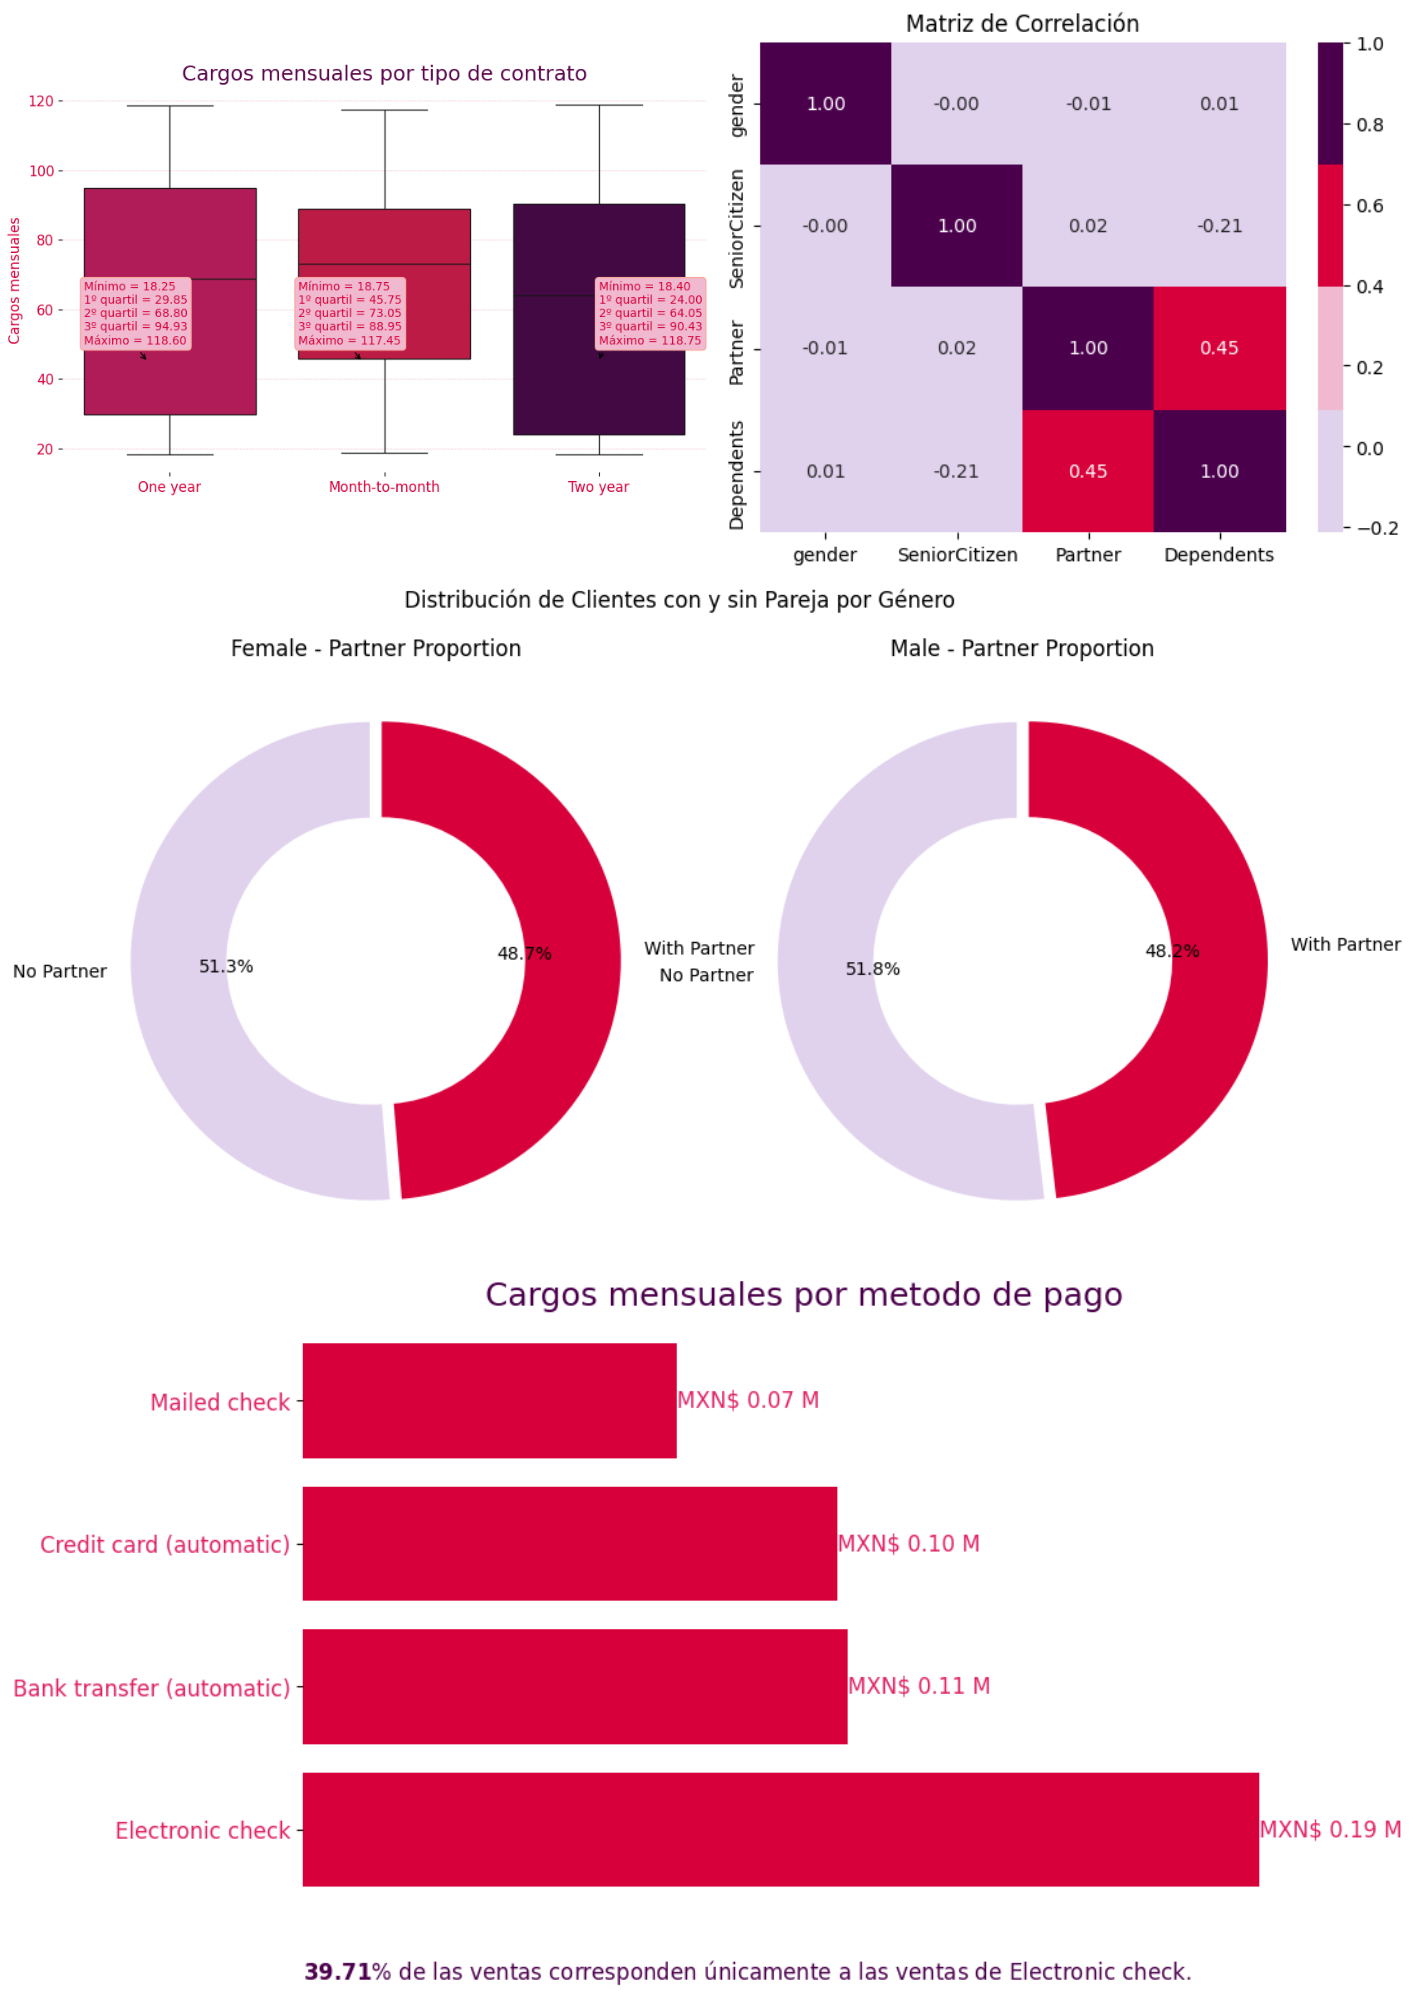 Cargos mensuales por tipo de contrato
Cargos mensuales
120
100
80
60
40
20
Mínimo = 18.25
1º quartil = 29.85
2º quartil = 68.80
3º quartil = 94.93
Máximo = 118.60
Mínimo = 18.75
1º quartil = 45.75
2º quartil = 73.05
3º quartil = 88.95
Máximo = 117.45
Mínimo = 18.40
1º quartil = 24.00
2º quartil = 64.05
3º quartil = 90.43
Máximo = 118.75
One year
Month-to-month
Two year
Matriz de Correlación
gender
1.00 -0.00 -0.01 0.01
SeniorCitizen
-0.00 1.00 0.02 -0.21
Partner
-0.01 0.02 1.00 0.45
Dependents
0.01 -0.21 0.45 1.00
gender SeniorCitizen Partner Dependents
1.0
0.8
0.6
0.4
0.2
0.0
−0.2
Distribución de Clientes con y sin Pareja por Género
Female - Partner Proportion
48.7%
With Partner
51.3%
No Partner
Male - Partner Proportion
48.2%
With Partner
51.8%
No Partner
Cargos mensuales por metodo de pago
Mailed check
MXN$ 0.07 M
Credit card (automatic)
MXN$ 0.10 M
Bank transfer (automatic)
MXN$ 0.11 M
Electronic check
MXN$ 0.19 M
39.71% de las ventas corresponden únicamente a las ventas de Electronic check.